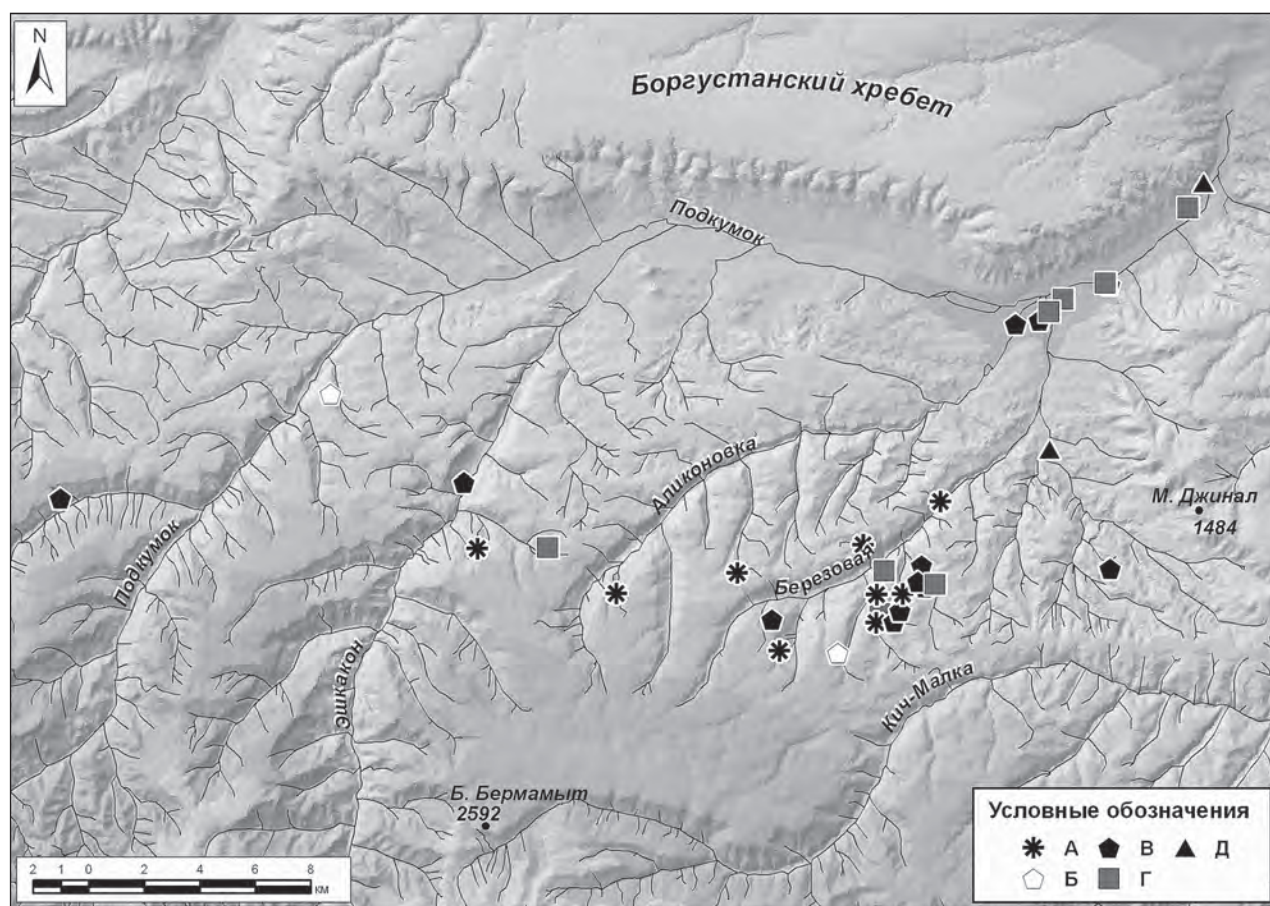 N
Боргустанский хребет
Подкумок
Аликоновка
М. Джинал
1484
Березовая
Подкумок
Эшкакон
Кич-Малка
Б. Бермамыт
2592
Условные обозначения
А В Д
Б Г
2 1 0 2 4 6 8
км